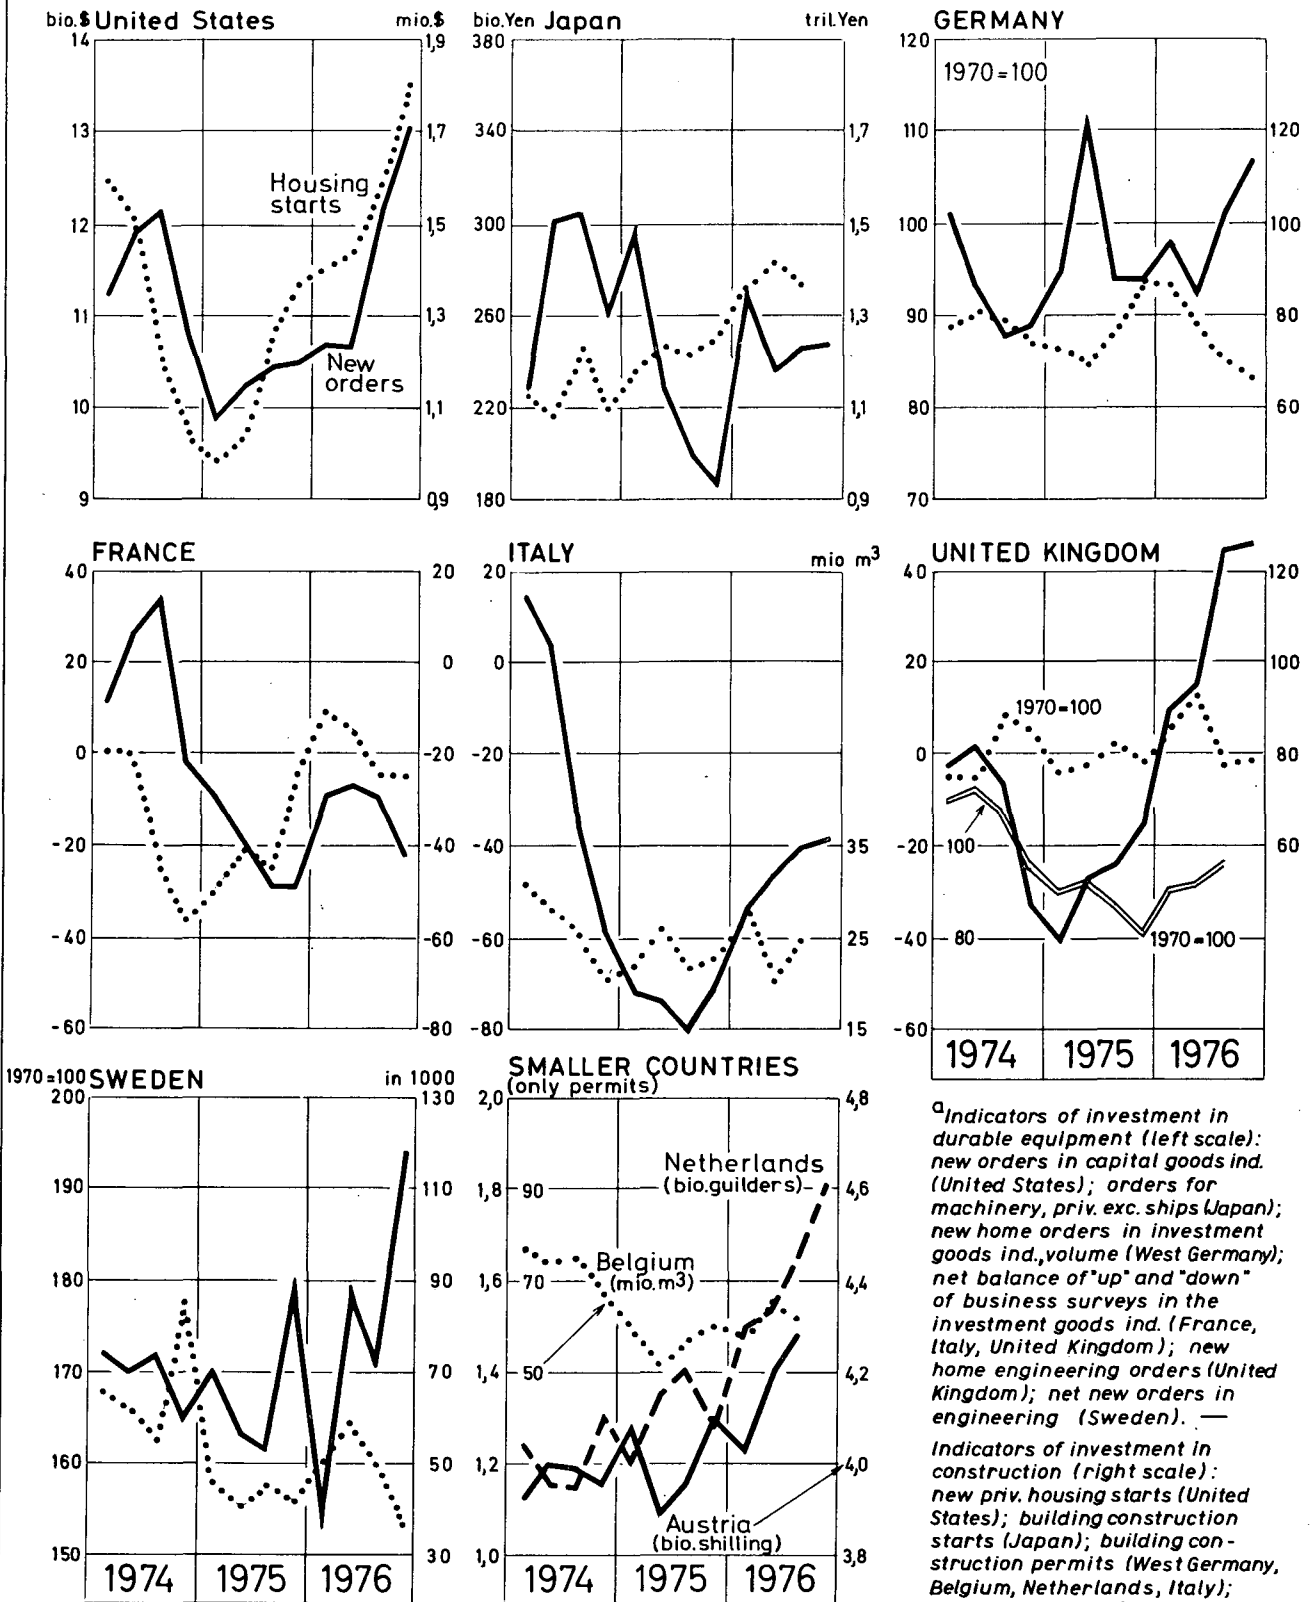 bio.$ United States mio.$
14 1,9
13 1,7
12 1,5
11 1,3
10 1,1
9 0,9
Housing
starts
New
orders
bio.Yen Japan tril.Yen
380
340 1,7
300 1,5
260 1,3
220 1,1
180 0,9
GERMANY
1970=100
120
110 120
100 100
90 80
80 60
70
FRANCE
40 20
20 0
0 -20
-20 -40
-40 -60
-60 -80
ITALY mio m³
20
0
-20
-40 35
-60 25
-80 15
UNITED KINGDOM
40 120
20 100
0 80
-20 60
-40
-60
1970=100
100
80
1970=100
1974 1975 1976
1970=100 SWEDEN in 1000
200 130
190 110
180 90
170 70
160 50
150 30
1974 1975 1976
SMALLER COUNTRIES
(only permits)
2,0 4,8
1,8 90 4,6
1,6 70 4,4
1,4 50 4,2
1,2 4,0
1,0 3,8
Netherlands
(bio.guilders)
Belgium
(mio.m³)
Austria
(bio.shilling)
1974 1975 1976
ᵃIndicators of investment in
durable equipment (left scale):
new orders in capital goods ind.
(United States); orders for
machinery, priv. exc. ships (Japan);
new home orders in investment
goods ind.,volume (West Germany);
net balance of "up" and "down"
of business surveys in the
investment goods ind. (France,
Italy, United Kingdom); new
home engineering orders (United
Kingdom); net new orders in
engineering (Sweden). —
Indicators of investment in
construction (right scale):
new priv. housing starts (United
States); building construction
starts (Japan); building con-
struction permits (West Germany,
Belgium, Netherlands, Italy);